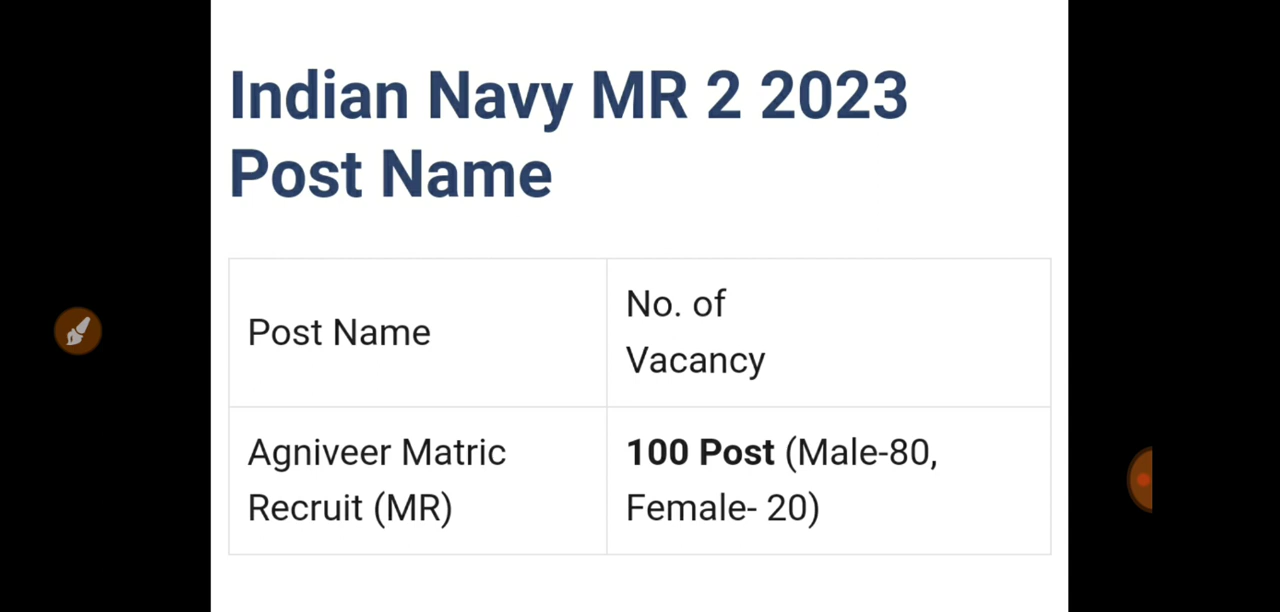 Indian Navy MR 2 2023
Post Name
Post Name
No. of
Vacancy
Agniveer Matric
Recruit (MR)
100 Post (Male-80,
Female- 20)